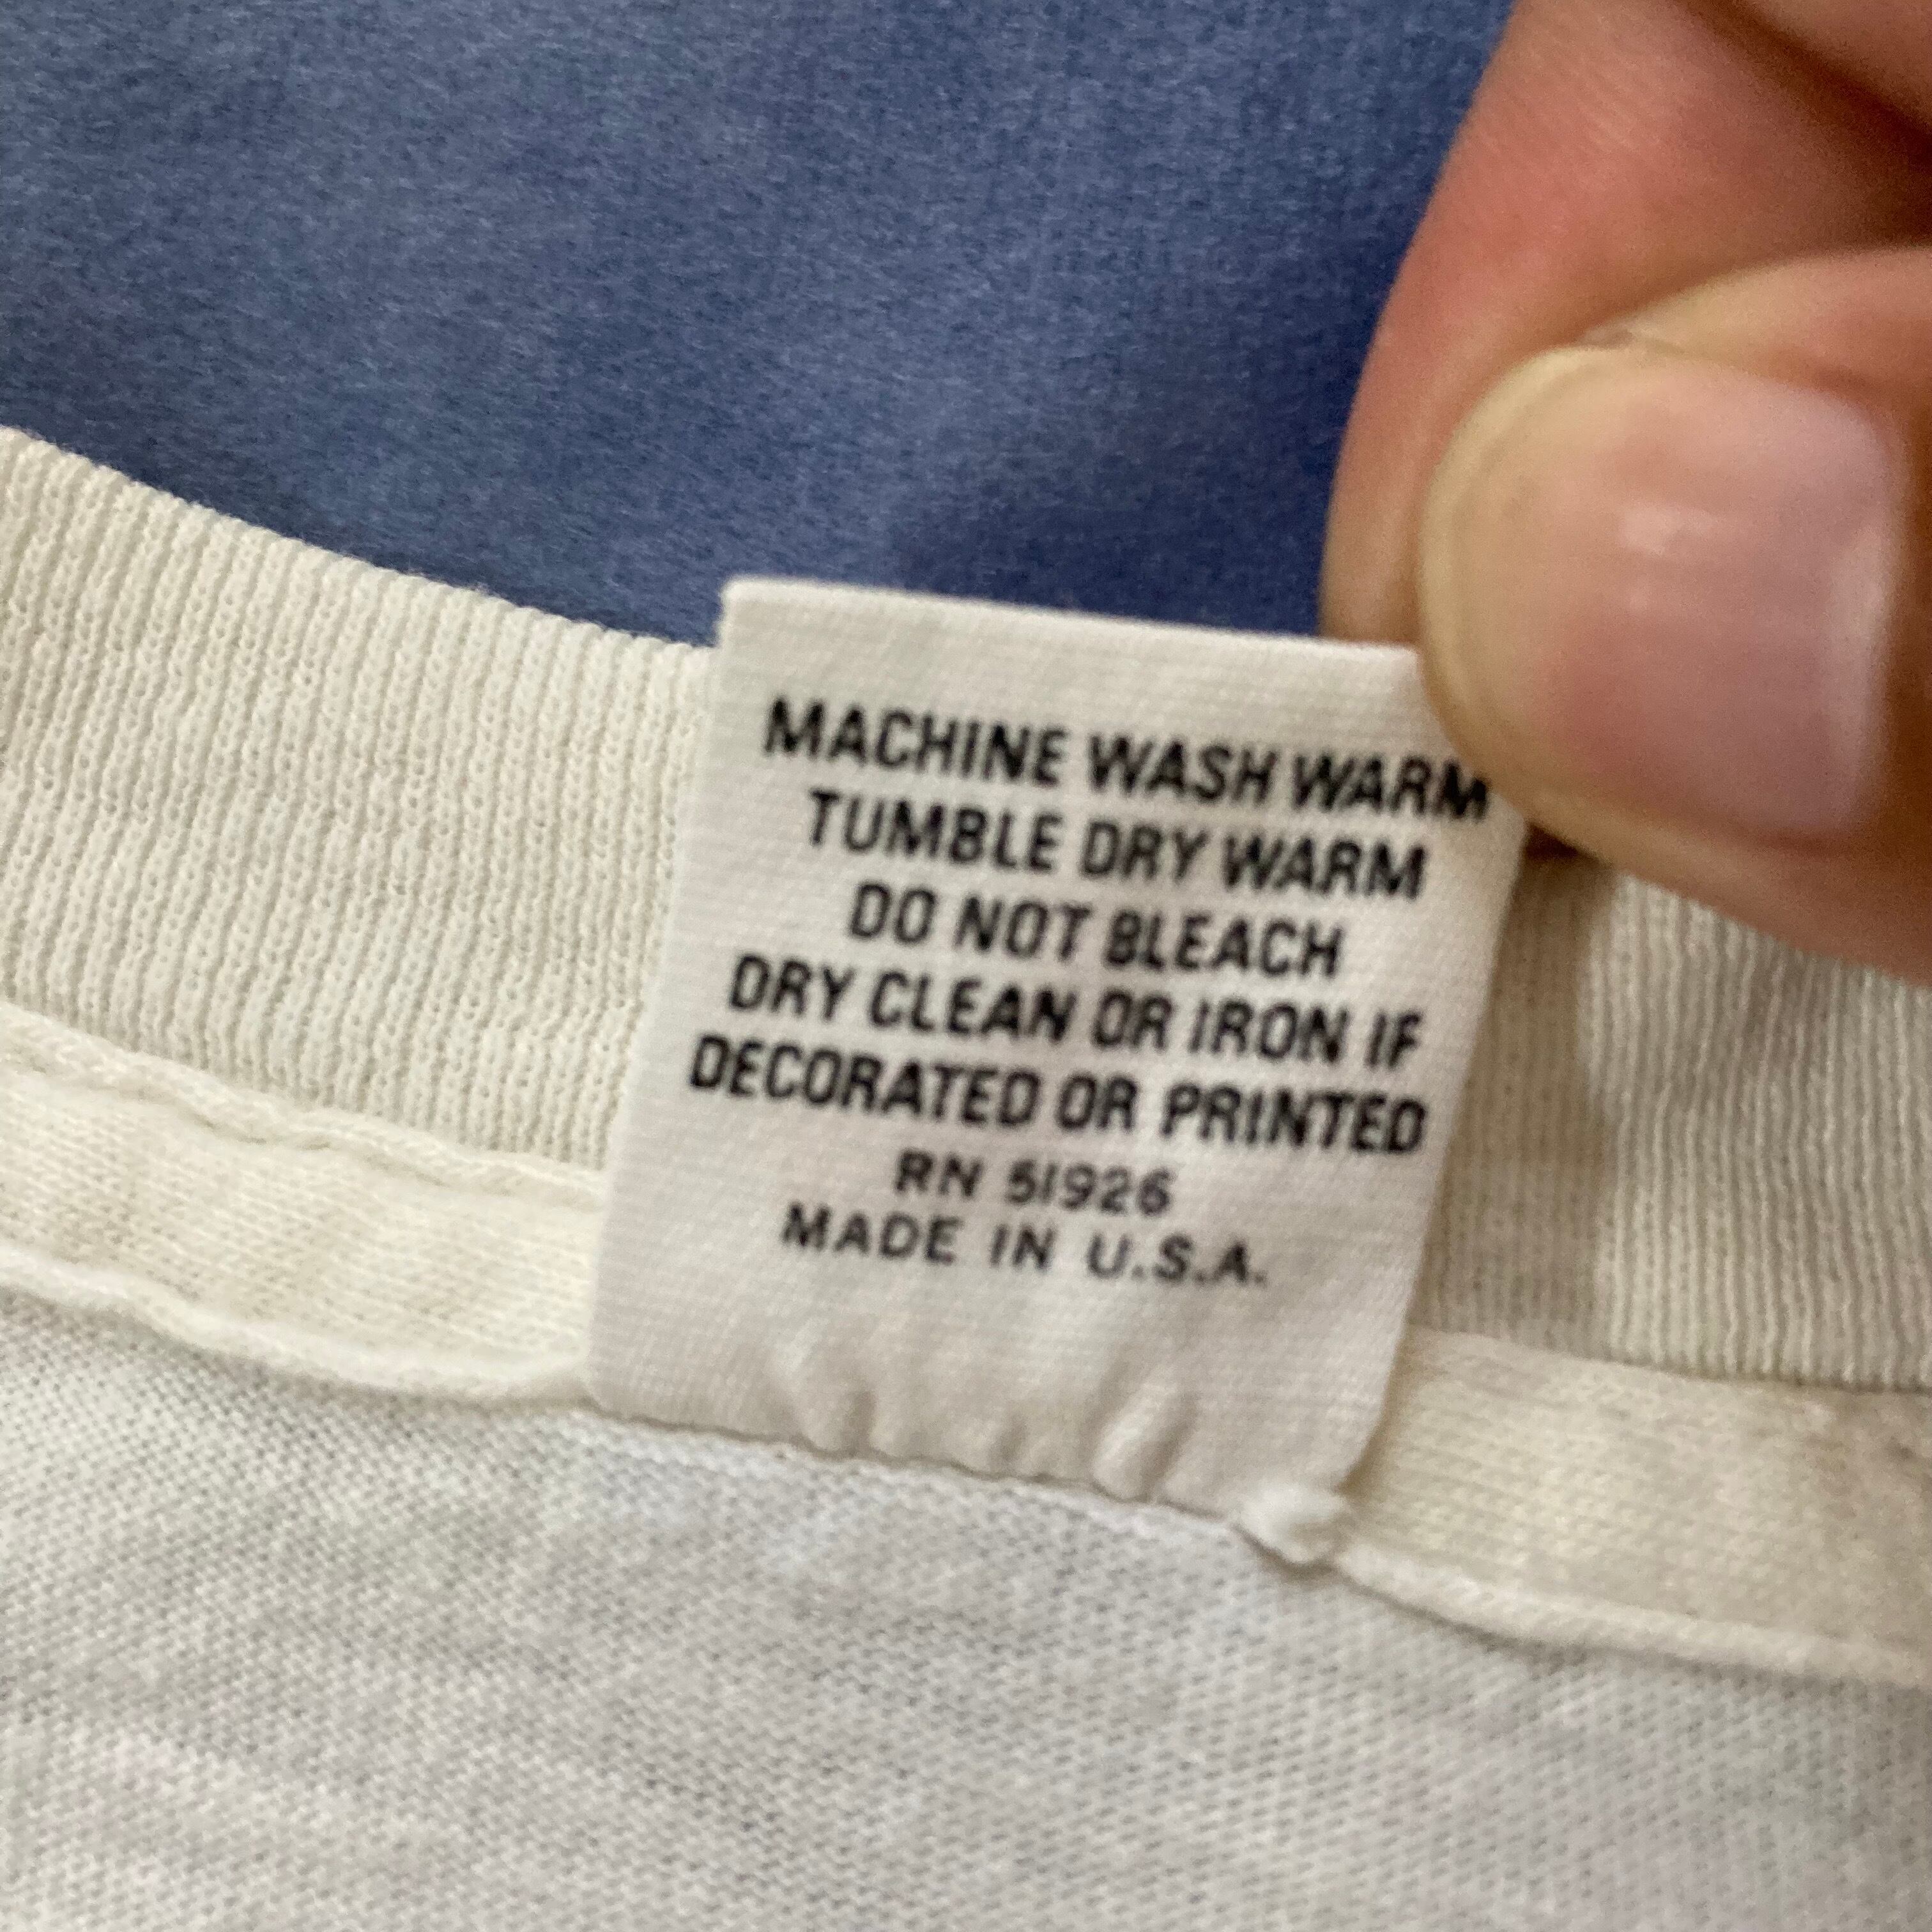 MACHINE WASH WARM
TUMBLE DRY WARM
DO NOT BLEACH
DRY CLEAN OR IRON IF
DECORATED OR PRINTED
RN 51926
MADE IN U.S.A.